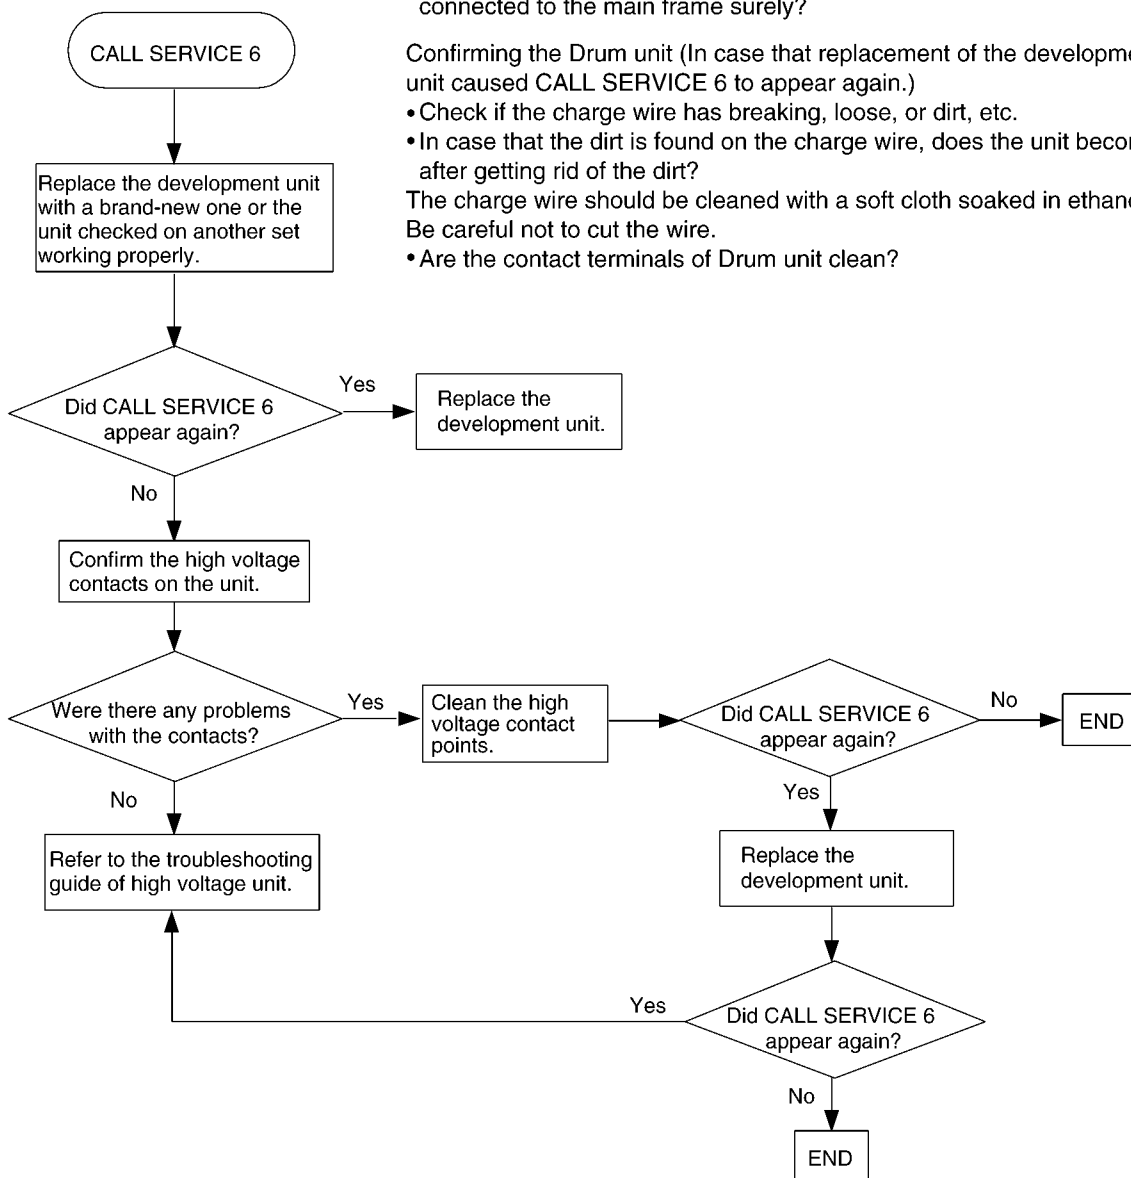 connected to the main frame surely?
CALL SERVICE 6
Confirming the Drum unit (In case that replacement of the
unit caused CALL SERVICE 6 to appear again.)
•Check if the charge wire has breaking, loose, or dirt, etc.
•In case that the dirt is found on the charge wire, does the unit
after getting rid of the dirt?
The charge wire should be cleaned with a soft cloth soaked in
Be careful not to cut the wire.
•Are the contact terminals of Drum unit clean?
Replace the development unit
with a brand-new one or the
unit checked on another set
working properly.
Did CALL SERVICE 6
appear again?
Yes
Replace the
development unit.
No
Confirm the high voltage
contacts on the unit.
Were there any problems
with the contacts?
Yes
Clean the high
voltage contact
points.
Did CALL SERVICE 6
appear again?
No
END
Yes
No
Refer to the troubleshooting
guide of high voltage unit.
Replace the
development unit.
Yes
Did CALL SERVICE 6
appear again?
No
END